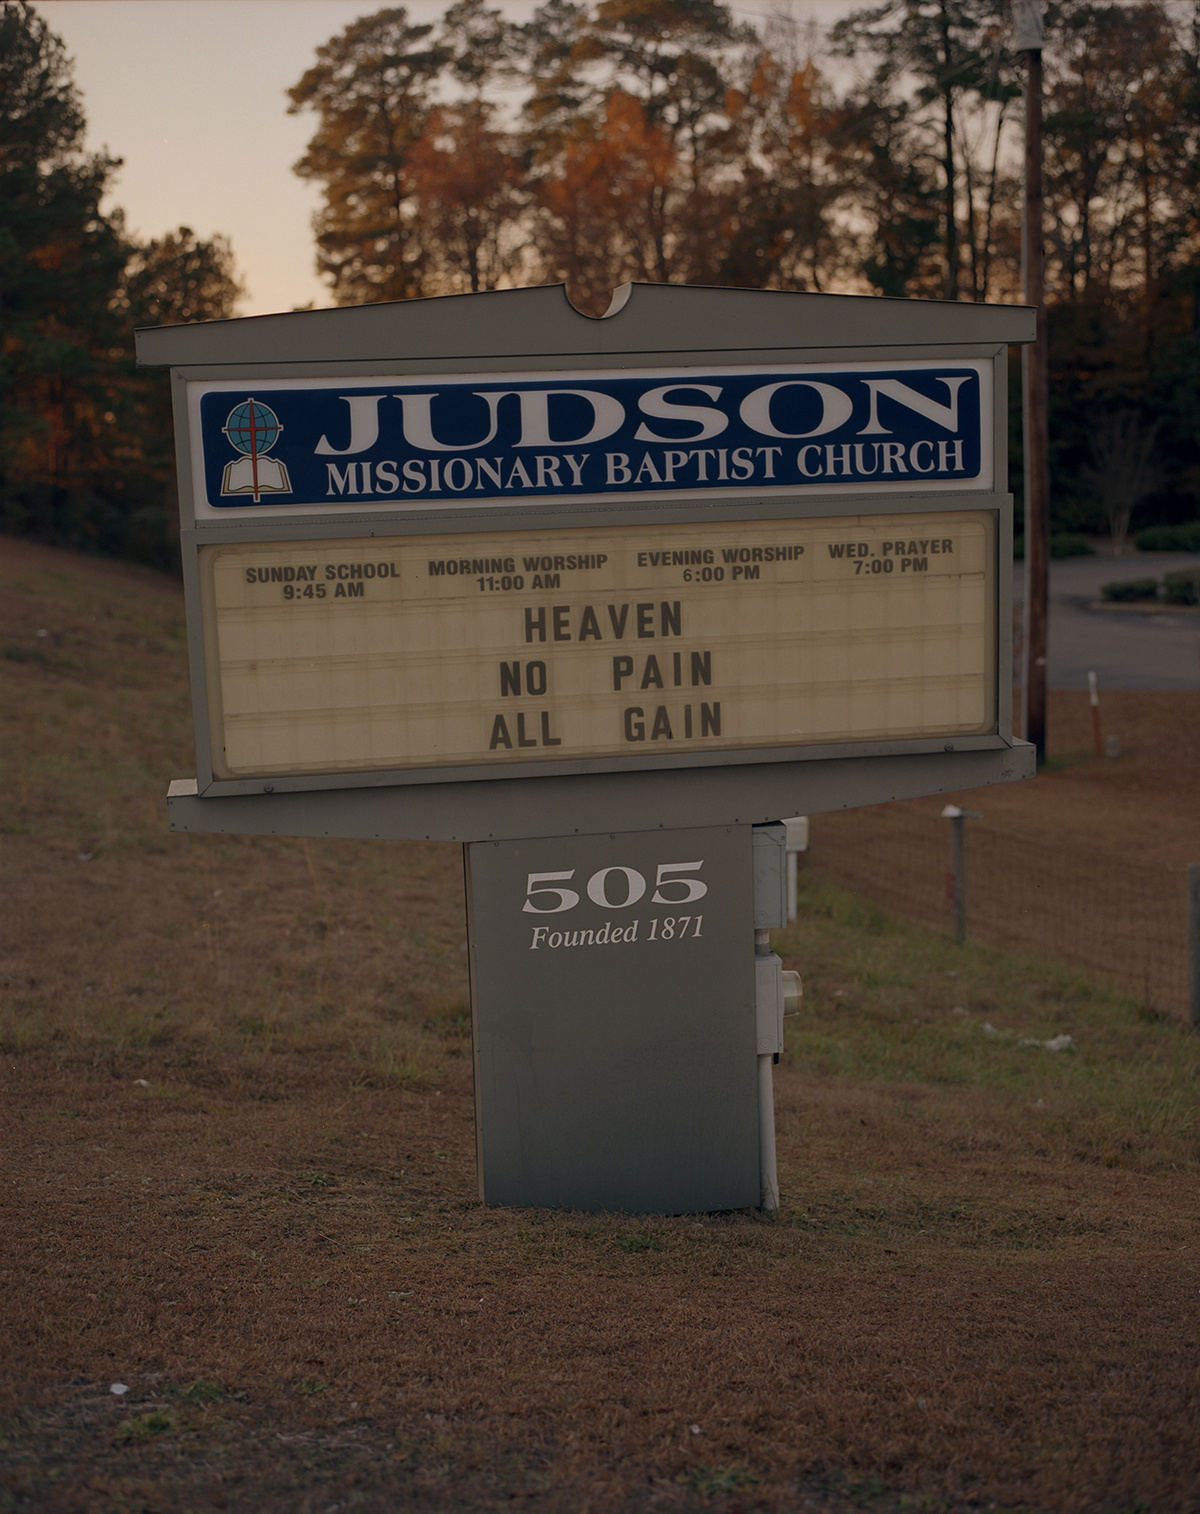 JUDSON
MISSIONARY BAPTIST CHURCH
SUNDAY SCHOOL
9:45 AM
MORNING WORSHIP
11:00 AM
EVENING WORSHIP
6:00 PM
WED. PRAYER
7:00 PM
HEAVEN
NO PAIN
ALL GAIN
505
Founded 1871